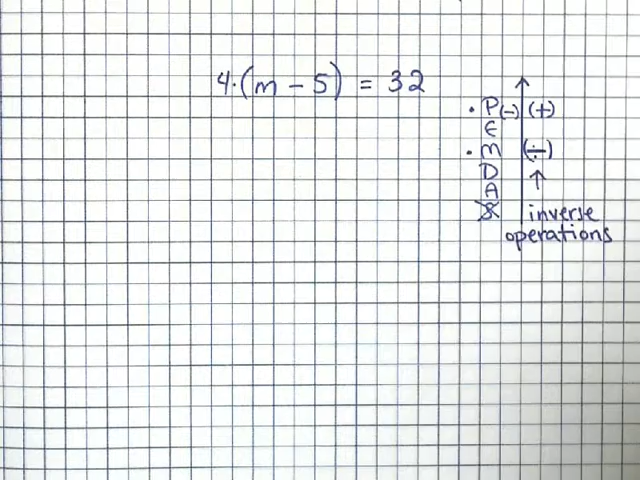 4·(m – 5) = 32
· P (–) (+)
E
· M (÷)
D ↑
A
S inverse
operations